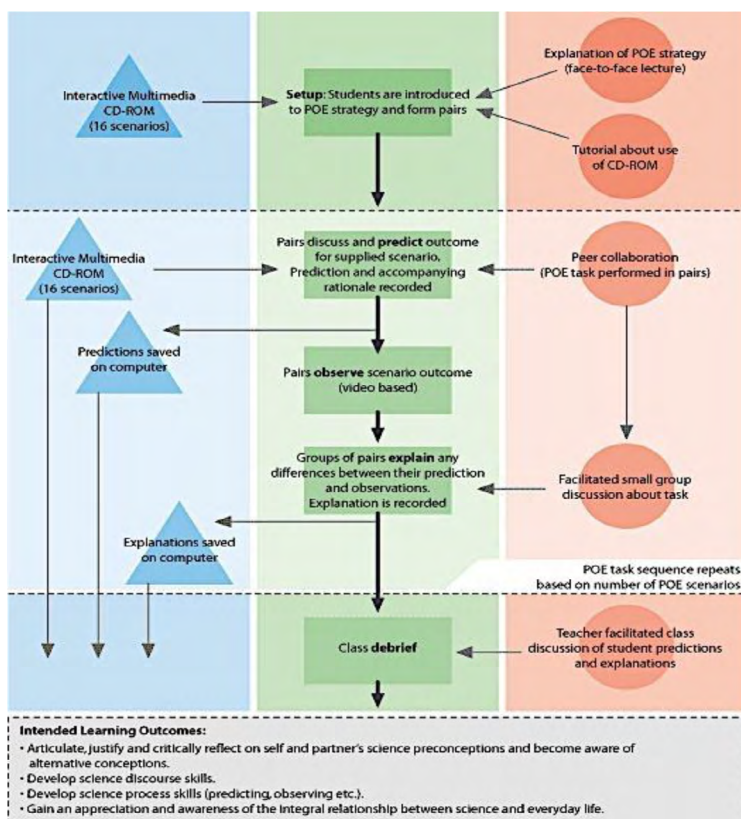 Interactive Multimedia
CD-ROM
(16 scenarios)
Setup: Students are introduced
to POE strategy and form pairs
Explanation of POE strategy
(face-to-face lecture)
Tutorial about use
of CD-ROM
Interactive Multimedia
CD-ROM
(16 scenarios)
Pairs discuss and predict outcome
for supplied scenario.
Prediction and accompanying
rationale recorded
Peer collaboration
(POE task performed in pairs)
Predictions saved
on computer
Pairs observe scenario outcome
(video based)
Groups of pairs explain any
differences between their prediction
and observations.
Explanation is recorded
Facilitated small group
discussion about task
Explanations saved
on computer
POE task sequence repeats
based on number of POE scenarios
Class debrief
Teacher facilitated class
discussion of student predictions
and explanations
Intended Learning Outcomes:
• Articulate, justify and critically reflect on self and partner's science preconceptions and become aware of
alternative conceptions.
• Develop science discourse skills.
• Develop science process skills (predicting, observing etc.).
• Gain an appreciation and awareness of the integral relationship between science and everyday life.